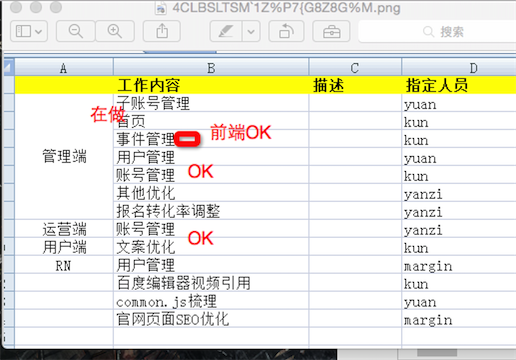 4CLBSLTSM`1Z%P7{G8Z8G%M.png
搜索
A B C D
工作内容 描述 指定人员
子账号管理 yuan
在做
首页 kun
事件管理 前端OK kun
管理端 用户管理 yuan
账号管理 OK kun
其他优化 yanzi
报名转化率调整 yanzi
运营端 账号管理 yanzi
用户端 文案优化 OK kun
RN 用户管理 margin
百度编辑器视频引用 kun
common.js梳理 yuan
官网页面SEO优化 margin